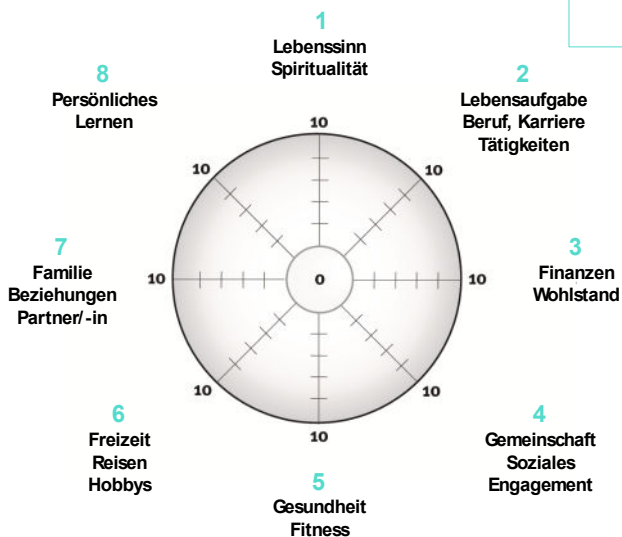 1
Lebenssinn
Spiritualität
2
Lebensaufgabe
Beruf, Karriere
Tätigkeiten
3
Finanzen
Wohlstand
4
Gemeinschaft
Soziales
Engagement
5
Gesundheit
Fitness
6
Freizeit
Reisen
Hobbys
7
Familie
Beziehungen
Partner/-in
8
Persönliches
Lernen
10
10
10
10
10
10
10
10
0